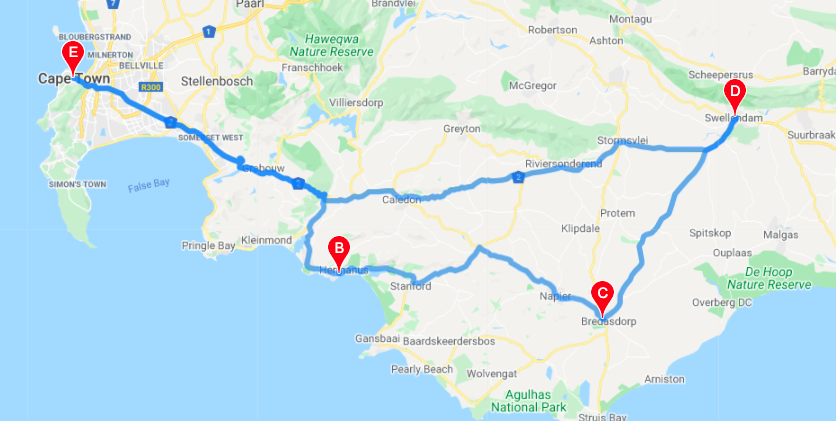 7
Paarl
Brandvlei
Montagu
BLOUBERGSTRAND
1
Robertson
Ashton
MILNERTON
Hawequa
Nature Reserve
E
BELLVILLE
Franschhoek
Cape Town
Stellenbosch
R300
McGregor
Scheepersrus
Barryda
D
Villiersdorp
Swellendam
2
Greyton
SOMERSET WEST
Stormsvlei
Suurbraak
Grabouw
Riviersonderend
2
2
SIMON'S TOWN
False Bay
Caledon
Protem
Klipdale
Spitskop
Malgas
Pringle Bay
Kleinmond
B
Ouplaas
Hermanus
De Hoop
Nature Reserve
Stanford
C
Napier
Overberg DC
Bredasdorp
Gansbaai
Baardskeerdersbos
Pearly Beach
Wolvengat
Arniston
Agulhas
National Park
Struis Bay